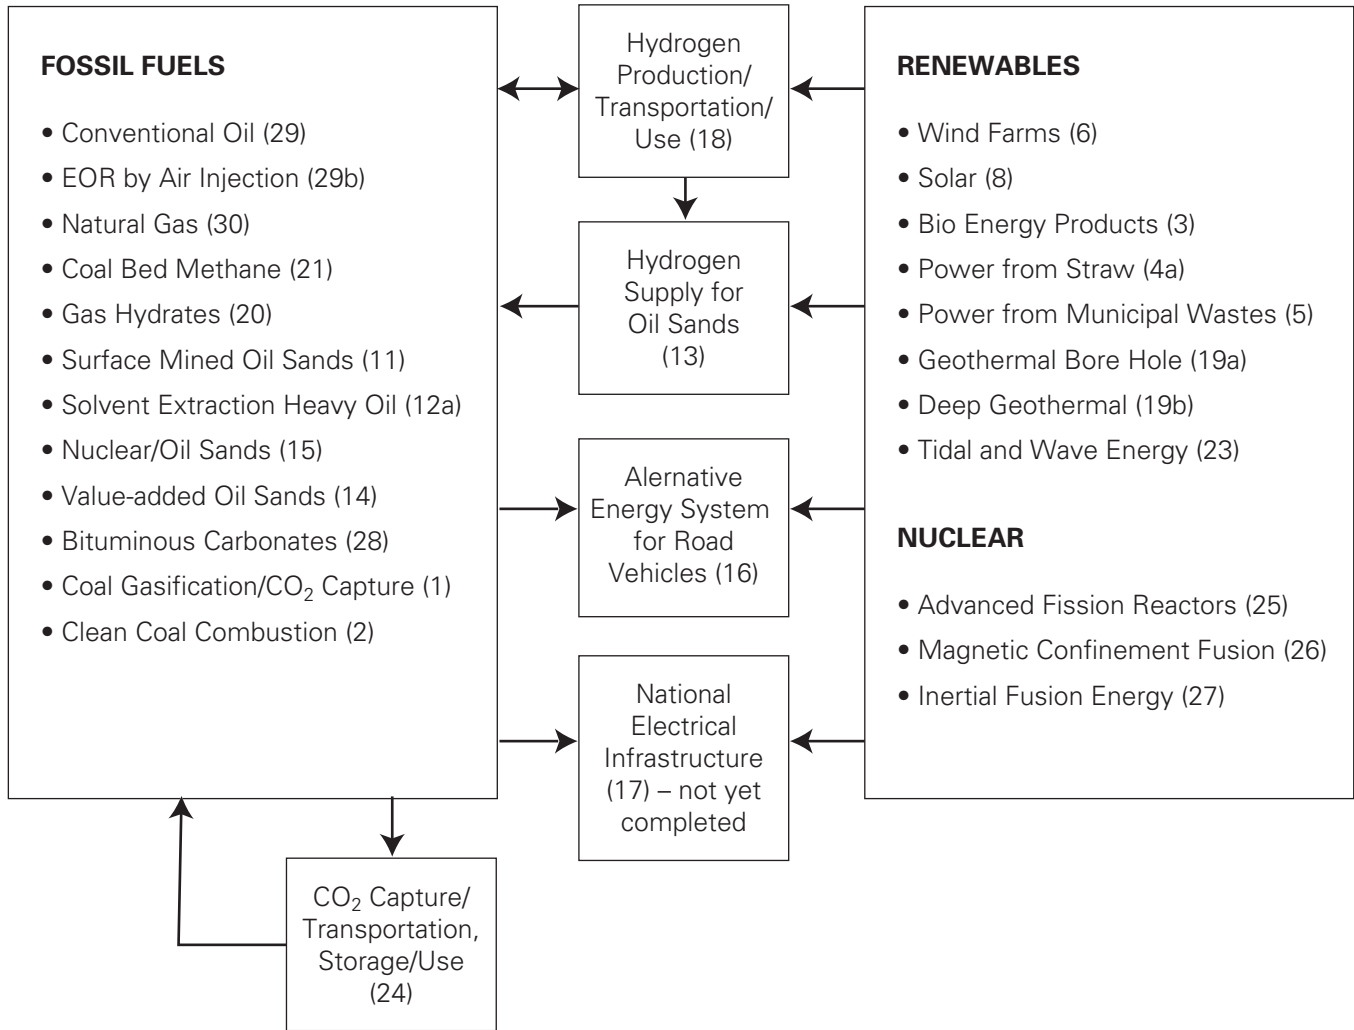 FOSSIL FUELS
• Conventional Oil (29)
• EOR by Air Injection (29b)
• Natural Gas (30)
• Coal Bed Methane (21)
• Gas Hydrates (20)
• Surface Mined Oil Sands (11)
• Solvent Extraction Heavy Oil (12a)
• Nuclear/Oil Sands (15)
• Value-added Oil Sands (14)
• Bituminous Carbonates (28)
• Coal Gasification/CO₂ Capture (1)
• Clean Coal Combustion (2)
Hydrogen
Production/
Transportation/
Use (18)
Hydrogen
Supply for
Oil Sands
(13)
Alernative
Energy System
for Road
Vehicles (16)
National
Electrical
Infrastructure
(17) – not yet
completed
CO₂ Capture/
Transportation,
Storage/Use
(24)
RENEWABLES
• Wind Farms (6)
• Solar (8)
• Bio Energy Products (3)
• Power from Straw (4a)
• Power from Municipal Wastes (5)
• Geothermal Bore Hole (19a)
• Deep Geothermal (19b)
• Tidal and Wave Energy (23)
NUCLEAR
• Advanced Fission Reactors (25)
• Magnetic Confinement Fusion (26)
• Inertial Fusion Energy (27)